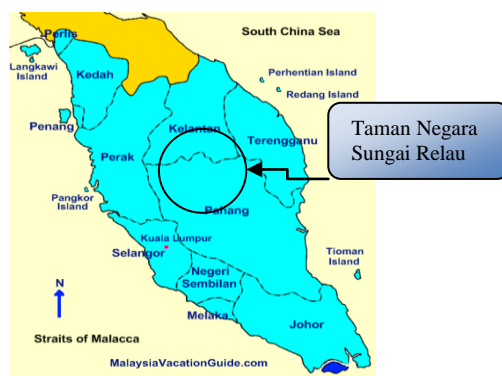 South China Sea
Perlis
Langkawi
Island
Kedah
Perhentian Island
Redang Island
Penang
Kelantan
Terengganu
Taman Negara
Sungai Relau
Perak
Pangkor
Island
Pahang
Kuala Lumpur
Selangor
Tioman
Island
Negeri
Sembilan
N
Melaka
Johor
Straits of Malacca
MalaysiaVacationGuide.com